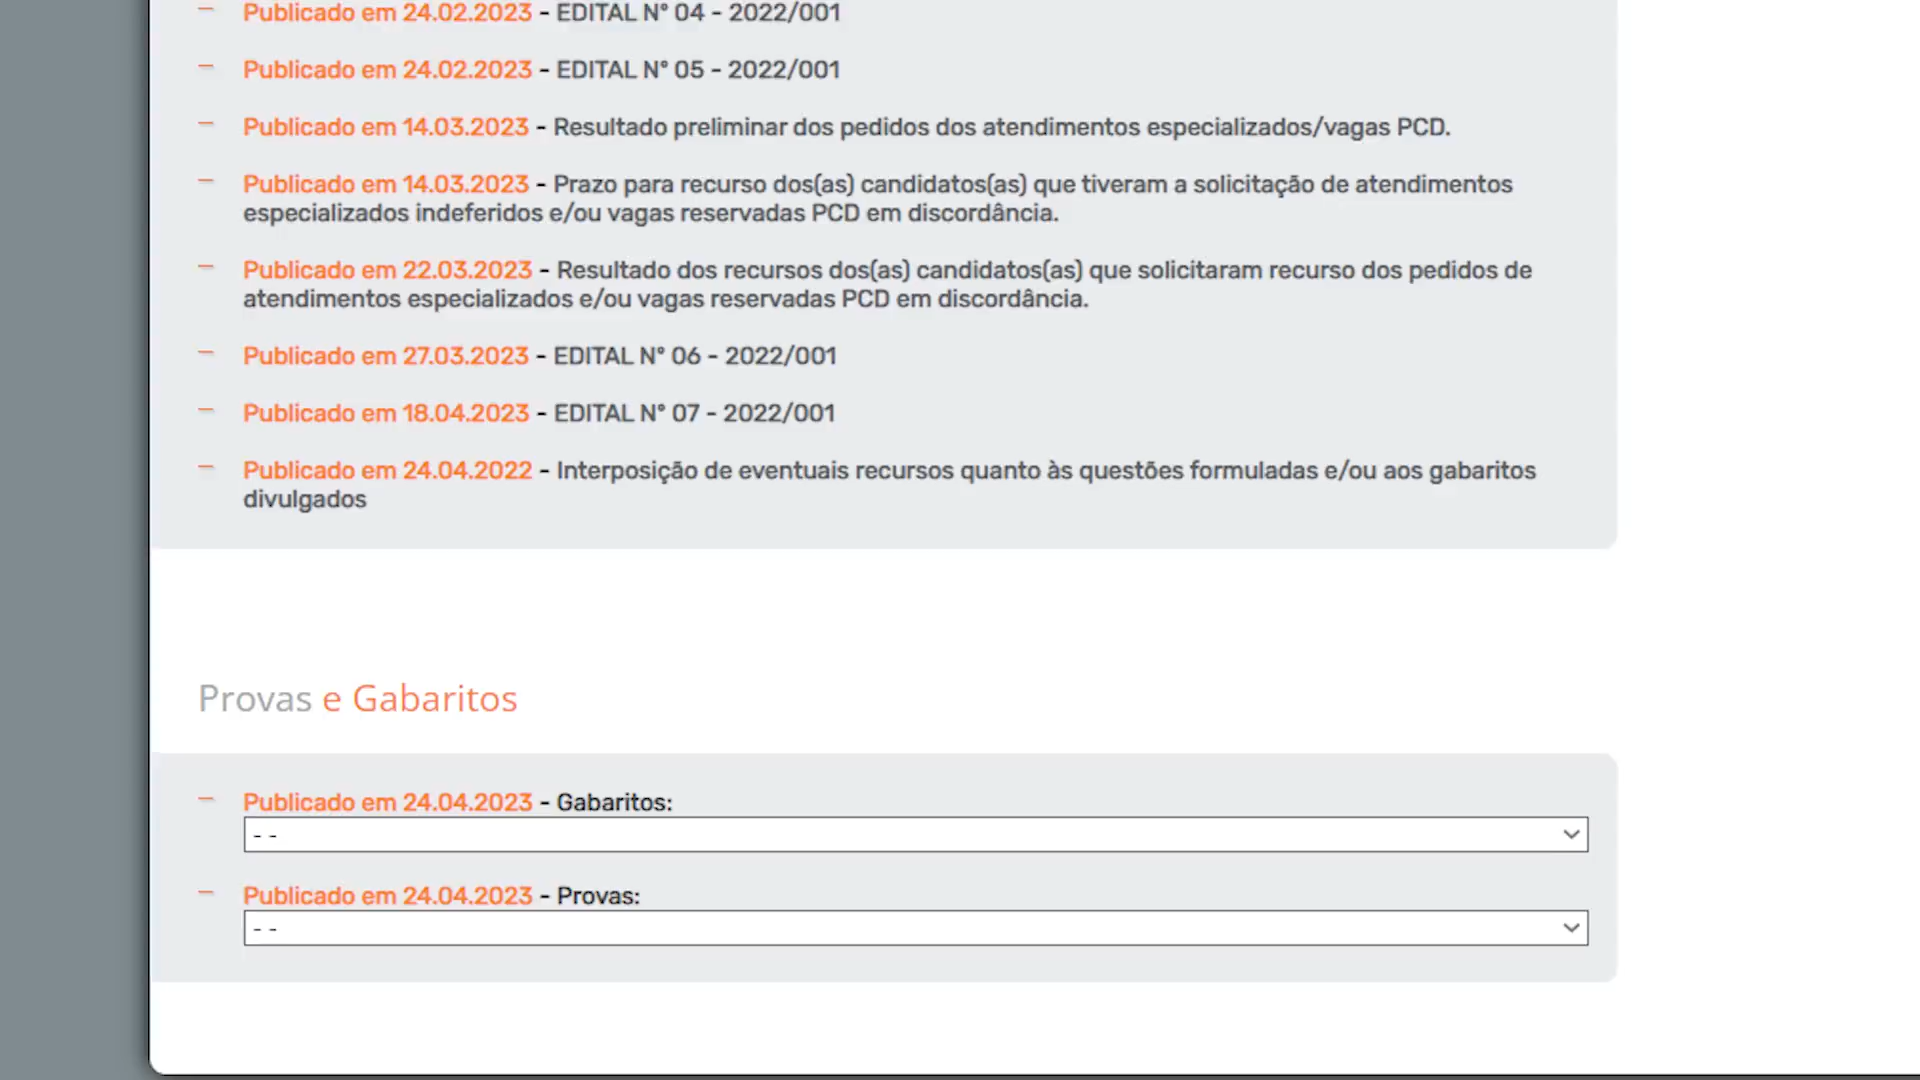 Publicado em 24.02.2023 - EDITAL N° 04 - 2022/001
Publicado em 24.02.2023 - EDITAL N° 05 - 2022/001
Publicado em 14.03.2023 - Resultado preliminar dos pedidos dos atendimentos especializados/vagas PCD.
Publicado em 14.03.2023 - Prazo para recurso dos(as) candidatos(as) que tiveram a solicitação de atendimentos
especializados indeferidos e/ou vagas reservadas PCD em discordância.
Publicado em 22.03.2023 - Resultado dos recursos dos(as) candidatos(as) que solicitaram recurso dos pedidos de
atendimentos especializados e/ou vagas reservadas PCD em discordância.
Publicado em 27.03.2023 - EDITAL N° 06 - 2022/001
Publicado em 18.04.2023 - EDITAL N° 07 - 2022/001
Publicado em 24.04.2022 - Interposição de eventuais recursos quanto às questões formuladas e/ou aos gabaritos
divulgados
Provas e Gabaritos
Publicado em 24.04.2023 - Gabaritos:
- -
Publicado em 24.04.2023 - Provas:
- -